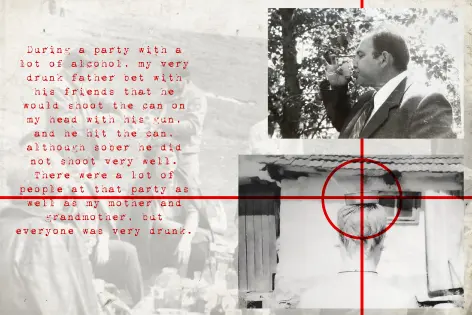 During a party with a
lot of alcohol, my very
drunk father bet with
his friends that he
would shoot the can on
my head with his gun,
and he hit the can,
although sober he did
not shoot very well.
There were a lot of
people at that party as
well as my mother and
grandmother, but
everyone was very drunk.